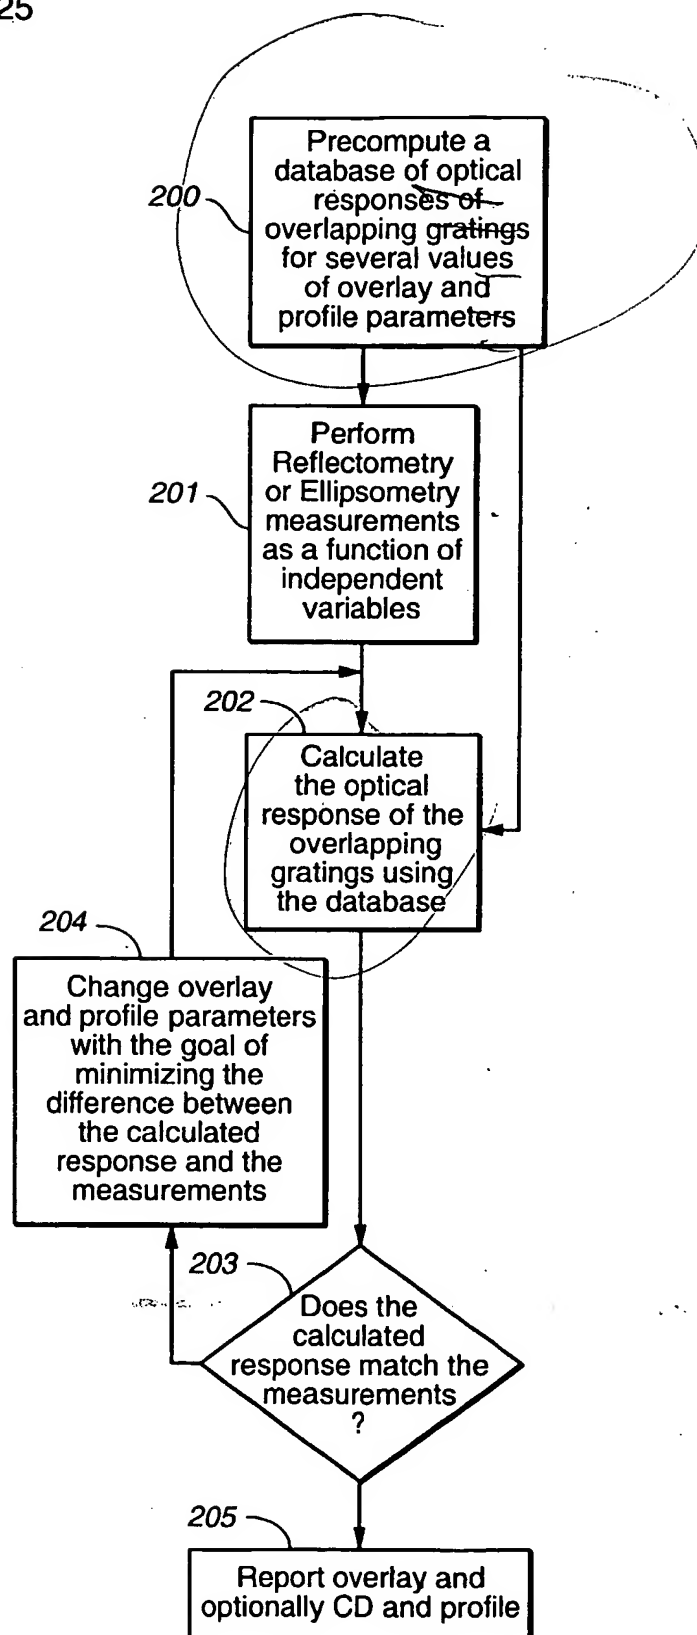 25
Precompute a
database of optical
responses of
overlapping gratings
for several values
of overlay and
profile parameters
200
Perform
Reflectometry
or Ellipsometry
measurements
as a function of
independent
variables
201
202
Calculate
the optical
response of the
overlapping
gratings using
the database
204
Change overlay
and profile parameters
with the goal of
minimizing the
difference between
the calculated
response and the
measurements
203
Does the
calculated
response match the
measurements
?
205
Report overlay and
optionally CD and profile